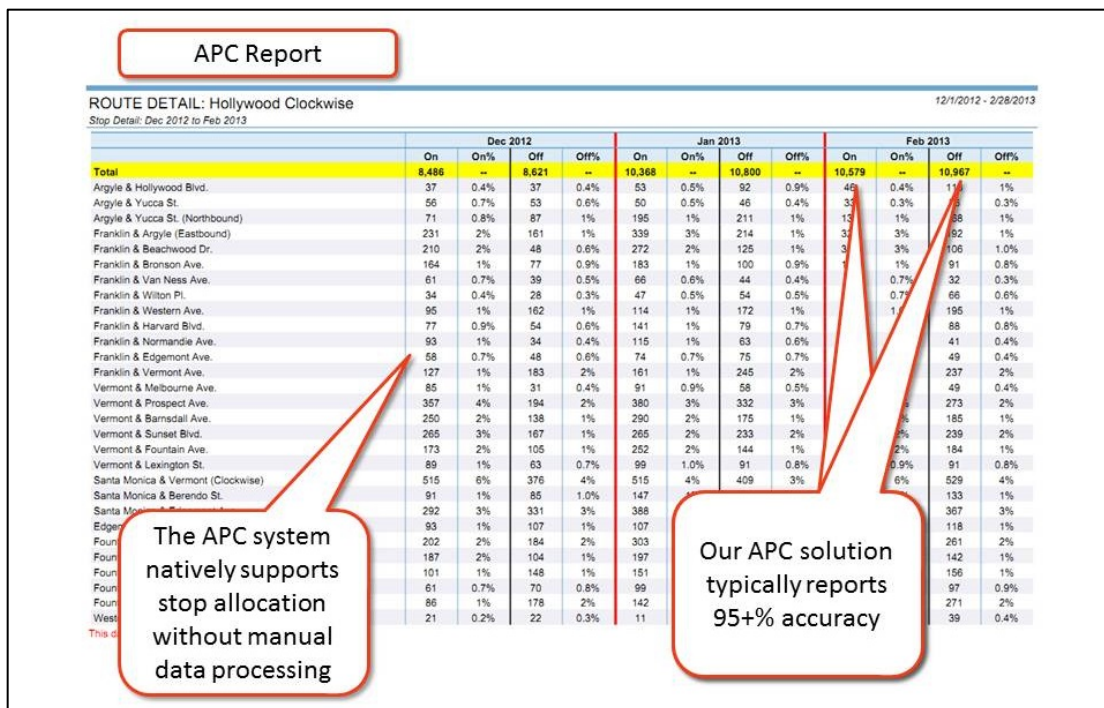 APC Report
ROUTE DETAIL: Hollywood Clockwise 12/1/2012 - 2/28/2013
Stop Detail: Dec 2012 to Feb 2013
Dec 2012 Jan 2013 Feb 2013
On On% Off Off% On On% Off Off% On On% Off Off%
Total 8,486 -- 8,621 -- 10,368 -- 10,800 -- 10,579 -- 10,967 --
Argyle & Hollywood Blvd. 37 0.4% 37 0.4% 53 0.5% 92 0.9% 0.4% 1%
Argyle & Yucca St. 56 0.7% 53 0.6% 50 0.5% 46 0.4% 0.3% 0.3%
Argyle & Yucca St. (Northbound) 71 0.8% 87 1% 195 1% 211 1% 1% 1%
Franklin & Argyle (Eastbound) 231 2% 161 1% 339 3% 214 1% 3% 1%
Franklin & Beachwood Dr. 210 2% 48 0.6% 272 2% 125 1% 3% 106 1.0%
Franklin & Bronson Ave. 164 1% 77 0.9% 183 1% 100 0.9% 1% 91 0.8%
Franklin & Van Ness Ave. 61 0.7% 39 0.5% 66 0.6% 44 0.4% 0.7% 32 0.3%
Franklin & Wilton Pl. 34 0.4% 28 0.3% 47 0.5% 54 0.5% 66 0.6%
Franklin & Western Ave. 95 1% 162 1% 114 1% 172 1% 195 1%
Franklin & Harvard Blvd. 77 0.9% 54 0.6% 141 1% 79 0.7% 88 0.8%
Franklin & Normandie Ave. 93 1% 34 0.4% 115 1% 63 0.6% 41 0.4%
Franklin & Edgemont Ave. 58 0.7% 48 0.6% 74 0.7% 75 0.7% 49 0.4%
Franklin & Vermont Ave. 127 1% 183 2% 161 1% 245 2% 237 2%
Vermont & Melbourne Ave. 85 1% 31 0.4% 91 0.9% 58 0.5% 49 0.4%
Vermont & Prospect Ave. 357 4% 194 2% 380 3% 332 3% 273 2%
Vermont & Barnsdall Ave. 250 2% 138 1% 290 2% 175 1% 185 1%
Vermont & Sunset Blvd. 265 3% 167 1% 265 2% 233 2% 2% 239 2%
Vermont & Fountain Ave. 173 2% 105 1% 252 2% 144 1% 2% 184 1%
Vermont & Lexington St. 89 1% 63 0.7% 99 1.0% 91 0.8% 0.9% 91 0.8%
Santa Monica & Vermont (Clockwise) 515 6% 376 4% 515 4% 409 3% 6% 529 4%
Santa Monica & Berendo St. 91 1% 85 1.0% 147 133 1%
Santa 292 3% 331 3% 388 367 3%
93 1% 107 1% 107 118 1%
202 2% 184 2% 303 261 2%
187 2% 104 1% 197 142 1%
101 1% 148 1% 151 156 1%
61 0.7% 70 0.8% 99 97 0.9%
86 1% 178 2% 142 271 2%
21 0.2% 22 0.3% 11 39 0.4%
This
The APC system
natively supports
stop allocation
without manual
data processing
Our APC solution
typically reports
95+% accuracy